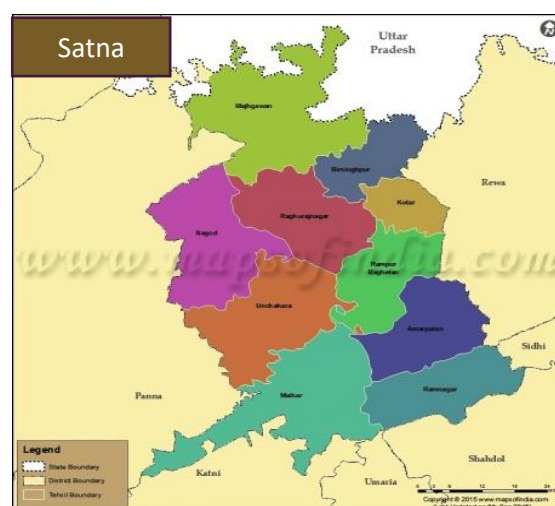 Satna
Uttar
Pradesh
Majhgawan
Birsinghpur
Kotar
Rewa
Raghurajnagar
Nagod
www.mapsofindia.com
Rampur
Baghelan
Unchahara
Amarpatan
Sidhi
Ramnagar
Maihar
Panna
Legend
State Boundary
District Boundary
Tehsil Boundary
Katni
Umaria
Shahdol
Copyright © 2015 www.mapsofindia.com